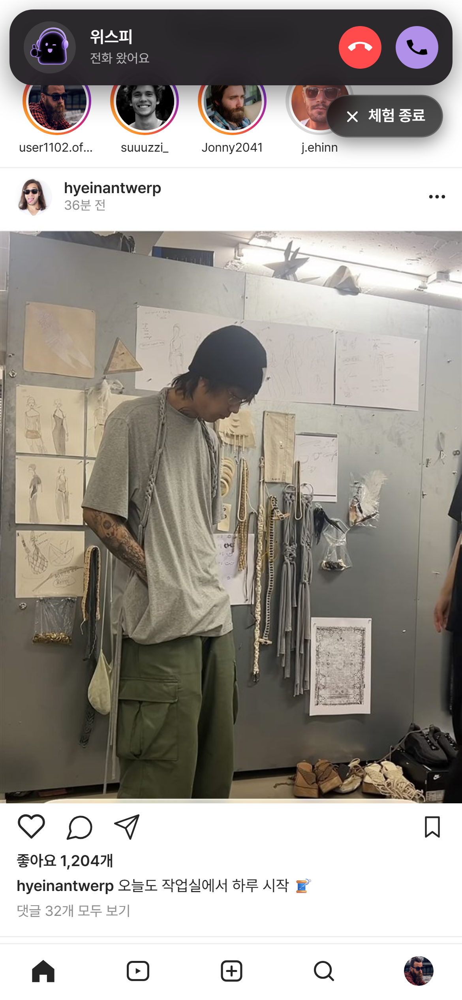 위스피
전화 왔어요
체험 종료
user1102.of...
suuuzzi_
Jonny2041
j.ehinn
hyeinantwerp
36분 전
좋아요 1,204개
hyeinantwerp 오늘도 작업실에서 하루 시작 🧵
댓글 32개 모두 보기